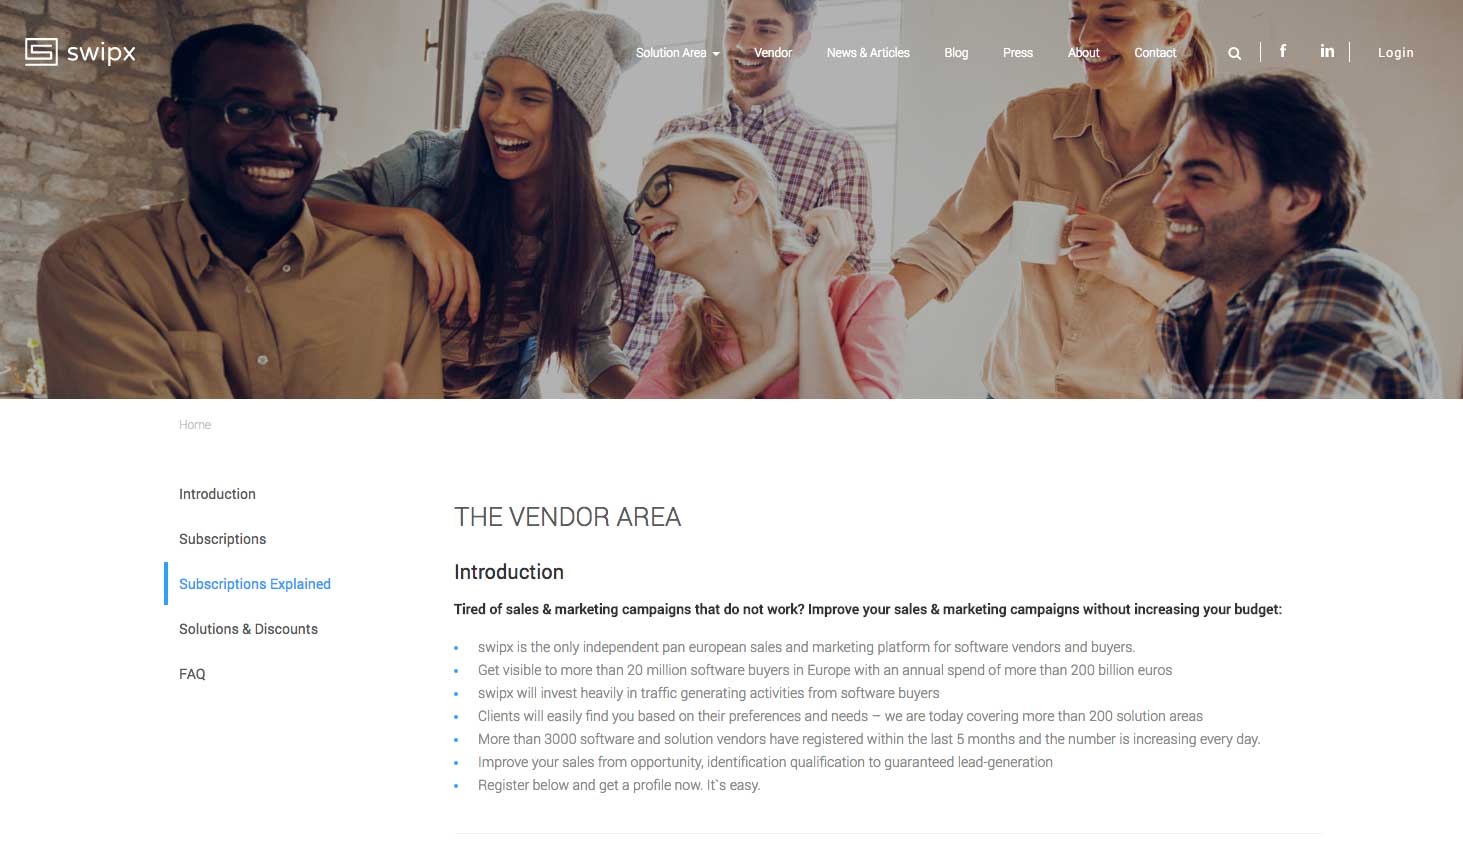 swipx
Solution Area Vendor News & Articles Blog Press About Contact f in Login
Home
Introduction
Subscriptions
Subscriptions Explained
Solutions & Discounts
FAQ
THE VENDOR AREA
Introduction
Tired of sales & marketing campaigns that do not work? Improve your sales & marketing campaigns without increasing your budget:
swipx is the only independent pan european sales and marketing platform for software vendors and buyers.
Get visible to more than 20 million software buyers in Europe with an annual spend of more than 200 billion euros
swipx will invest heavily in traffic generating activities from software buyers
Clients will easily find you based on their preferences and needs – we are today covering more than 200 solution areas
More than 3000 software and solution vendors have registered within the last 5 months and the number is increasing every day.
Improve your sales from opportunity, identification qualification to guaranteed lead-generation
Register below and get a profile now. It`s easy.